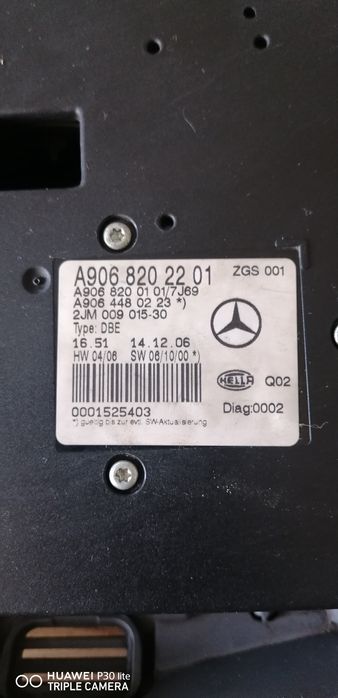 A906 820 22 01 ZGS 001
A906 820 01 01/7J69
A906 448 02 23 *)
2JM 009 015-30
Type: DBE
16.51 14.12.06
HW 04/06 SW 06/10/00 *)
HELLA Q02
0001525403 Diag:0002
*) gueltig bis zur evtl. SW-Aktualisierung
HUAWEI P30 lite
TRIPLE CAMERA